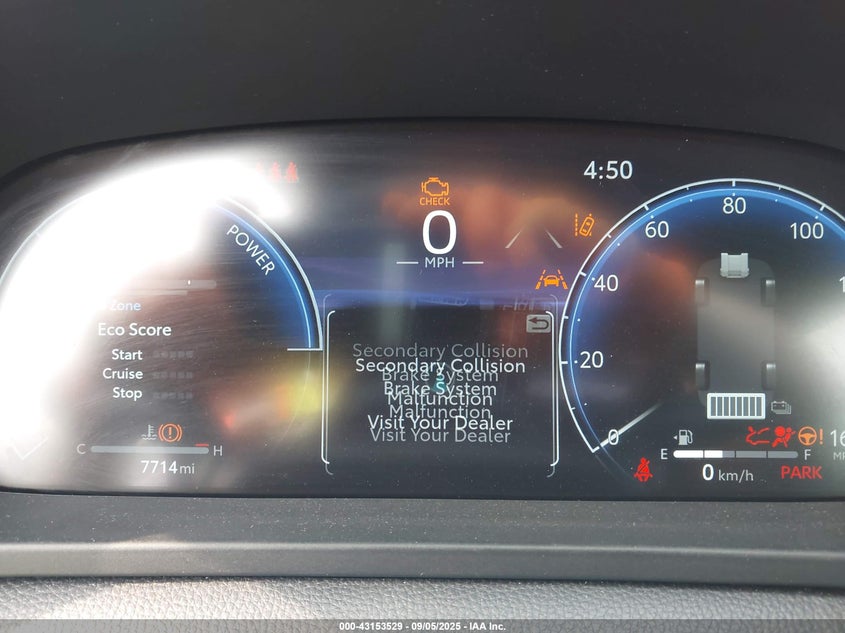 4:50
CHECK
0
MPH
POWER
Zone
Eco Score
Start
Cruise
Stop
C
H
7714 mi
Secondary Collision
Secondary Collision
Brake System
Brake System
Malfunction
Malfunction
Visit Your Dealer
Visit Your Dealer
0
20
40
60
80
100
E
F
0 km/h
PARK
000-43153529 - 09/05/2025 - IAA Inc.